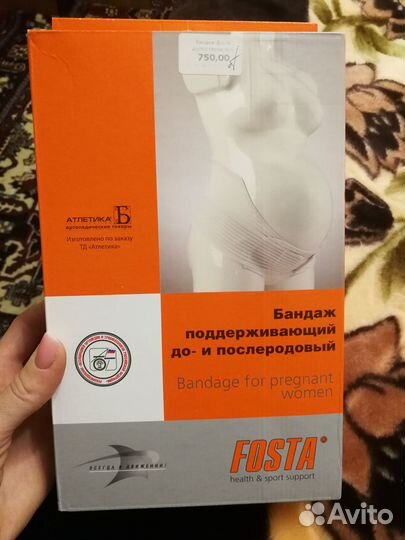 750,00
АТЛЕТИКА
ортопедические товары
Изготовлено по заказу
ТД «Атлетика»
Бандаж
поддерживающий
до- и послеродовый
Bandage for pregnant
women
ВСЕГДА В ДВИЖЕНИИ!
FOSTA
health & sport support
Avito